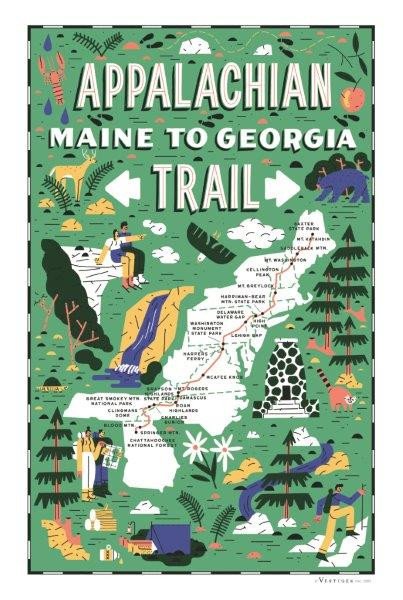 APPALACHIAN
MAINE TO GEORGIA
TRAIL
BAXTER
STATE PARK
MT. KATAHDIN
SADDLEBACK MTN.
MT. WASHINGTON
KILLINGTON
PEAK
MT. GREYLOCK
HARRIMAN-BEAR
MTN. STATE PARK
DELAWARE
WATER GAP
HIGH
POINT
WASHINGTON
MONUMENT
STATE PARK
LEHIGH GAP
HARPERS
FERRY
MCAFEE KNOB
GRAYSON
HIGHLANDS
STATE PARK
MT. ROGERS
DAMASCUS
GREAT SMOKEY MTN.
NATIONAL PARK
ROAN
HIGHLANDS
CLINGMANS
DOME
CHARLIES
BUNION
BLOOD MTN.
SPRINGER MTN.
CHATTAHOOCHEE
NATIONAL FOREST
VESTIGES